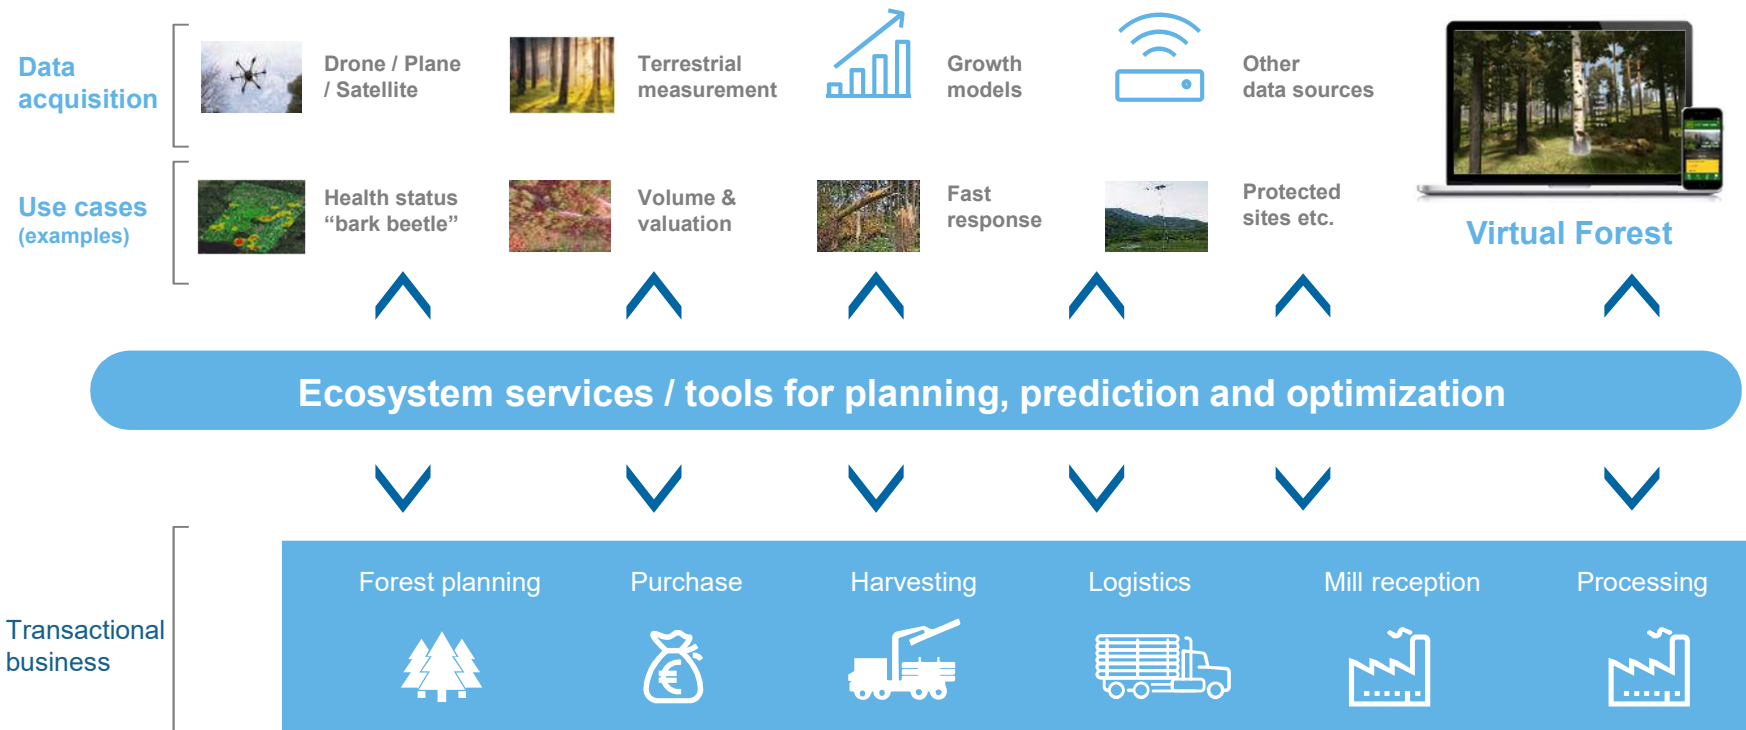 Data
acquisition
Drone / Plane
/ Satellite
Terrestrial
measurement
Growth
models
Other
data sources
Use cases
(examples)
Health status
“bark beetle”
Volume &
valuation
Fast
response
Protected
sites etc.
Virtual Forest
Ecosystem services / tools for planning, prediction and optimization
Transactional
business
Forest planning
Purchase
Harvesting
Logistics
Mill reception
Processing
€